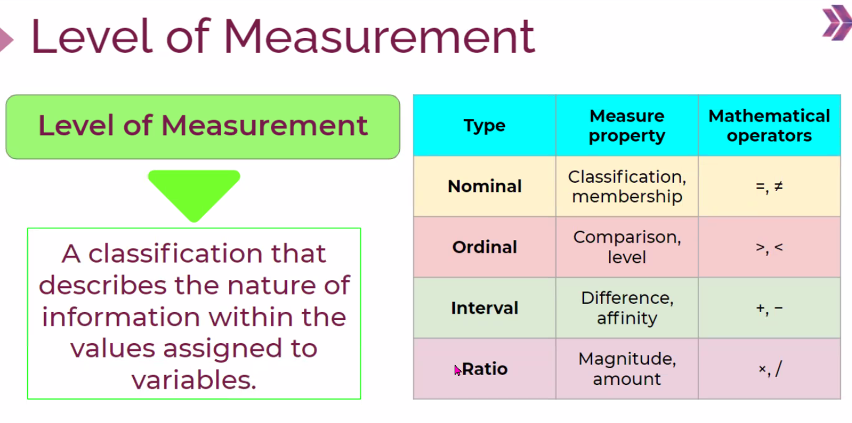 Level of Measurement
Level of Measurement
A classification that
describes the nature of
information within the
values assigned to
variables.
Type
Measure
property
Mathematical
operators
Nominal
Classification,
membership
=, ≠
Ordinal
Comparison,
level
>, <
Interval
Difference,
affinity
+, −
Ratio
Magnitude,
amount
×, /